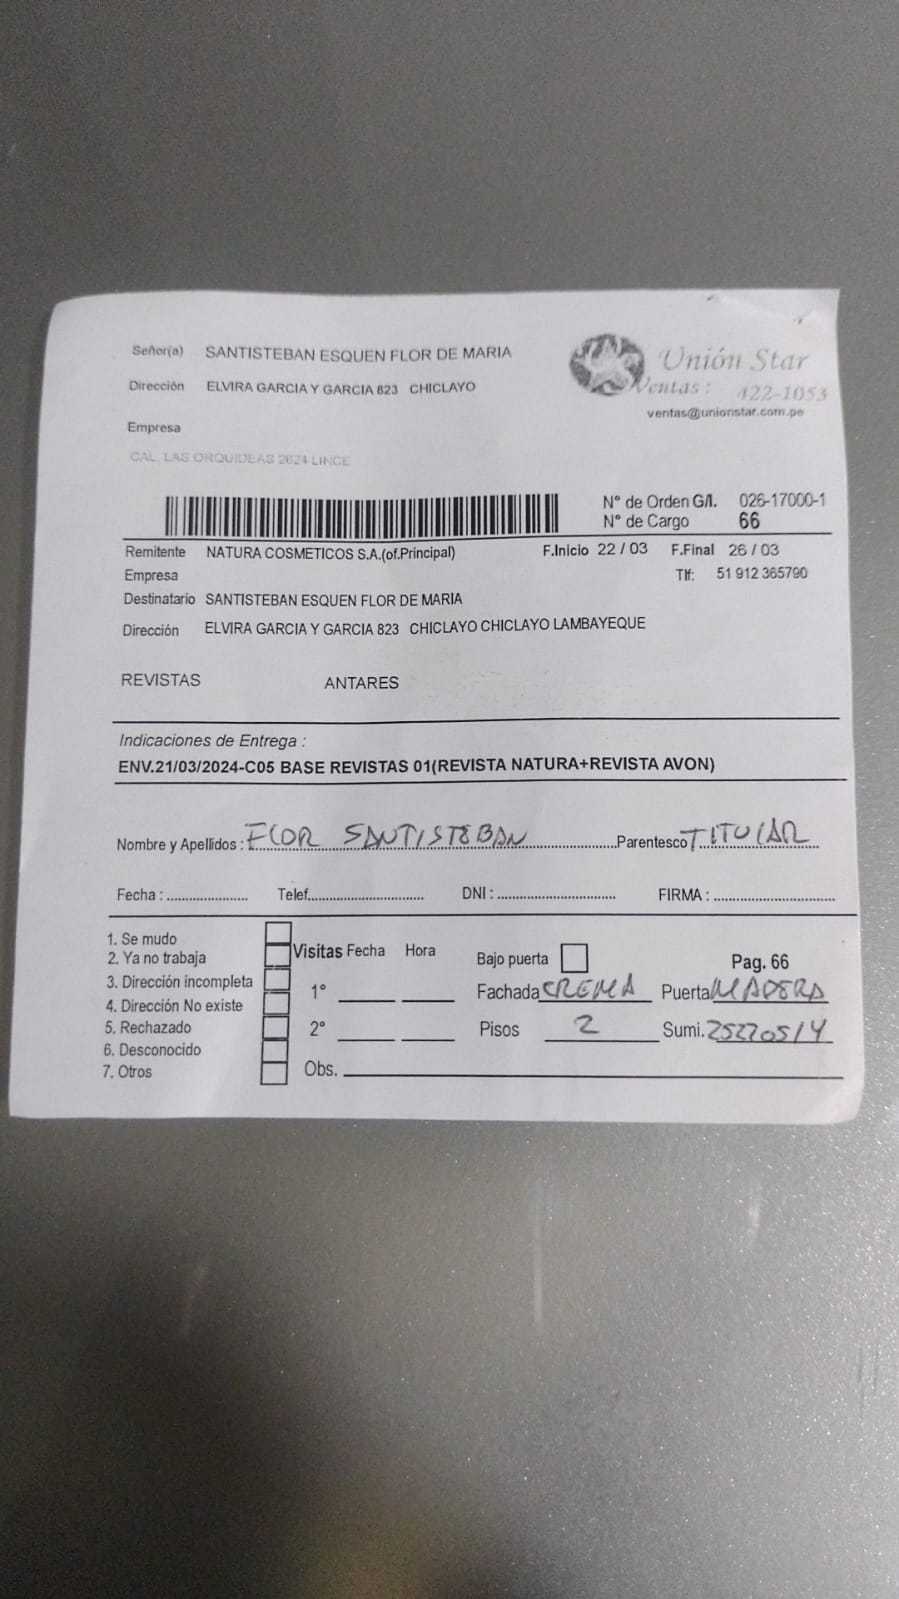 Señor(a) SANTISTEBAN ESQUEN FLOR DE MARIA
Unión Star
Dirección ELVIRA GARCIA Y GARCIA 823 CHICLAYO
Ventas : 422-1053
ventas@unionstar.com.pe
Empresa
CAL. LAS ORQUIDEAS 2624 LINCE
N° de Orden G/I. 026-17000-1
N° de Cargo 66
Remitente NATURA COSMETICOS S.A.(of.Principal) F.Inicio 22 / 03 F.Final 26 / 03
Empresa Tlf: 51 912 365790
Destinatario SANTISTEBAN ESQUEN FLOR DE MARIA
Dirección ELVIRA GARCIA Y GARCIA 823 CHICLAYO CHICLAYO LAMBAYEQUE
REVISTAS ANTARES
Indicaciones de Entrega :
ENV.21/03/2024-C05 BASE REVISTAS 01(REVISTA NATURA+REVISTA AVON)
Nombre y Apellidos : FLOR SANTISTEBAN Parentesco TITULAR
Fecha : Telef. DNI : FIRMA :
1. Se mudo
2. Ya no trabaja
3. Dirección incompleta
4. Dirección No existe
5. Rechazado
6. Desconocido
7. Otros
Visitas Fecha Hora
1°
2°
Obs.
Bajo puerta Pag. 66
Fachada CREMA Puerta MADERA
Pisos 2 Sumi. 25270514